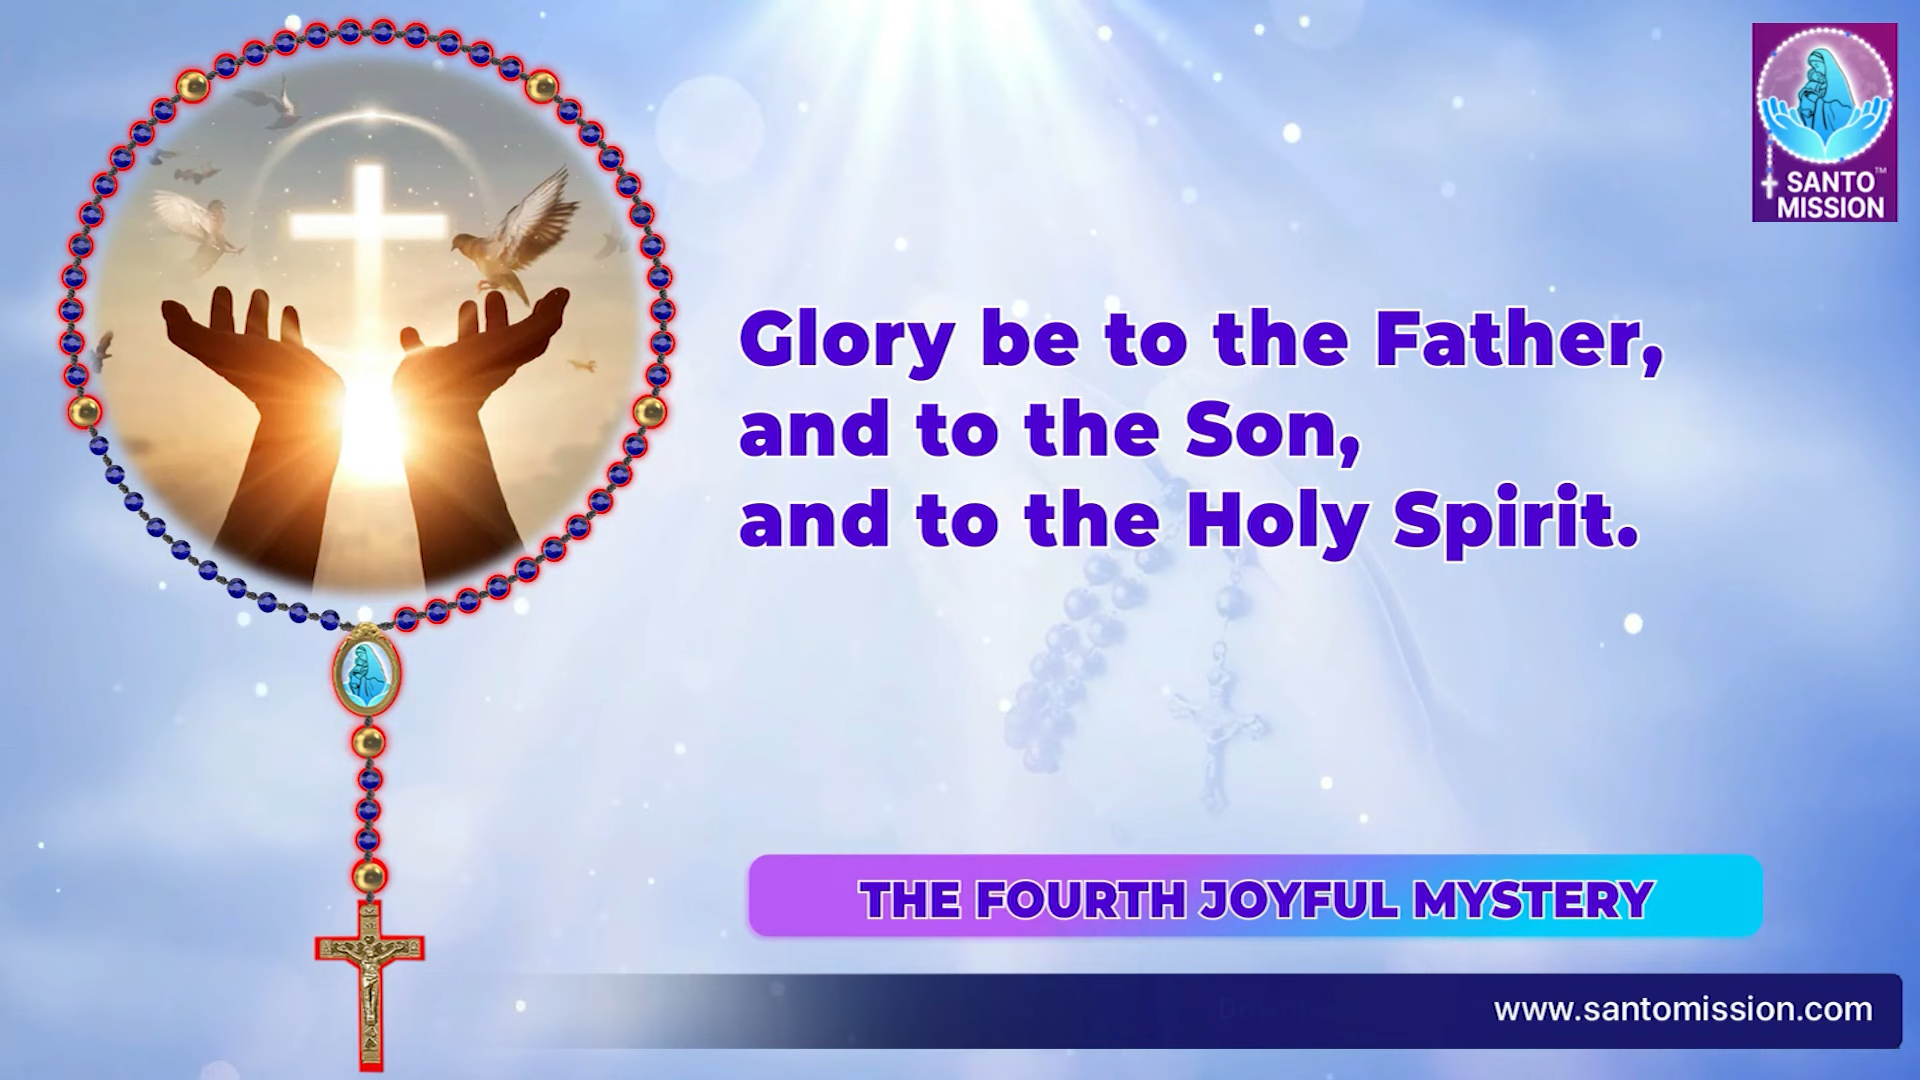 SANTO™
MISSION
Glory be to the Father,
and to the Son,
and to the Holy Spirit.
THE FOURTH JOYFUL MYSTERY
www.santomission.com